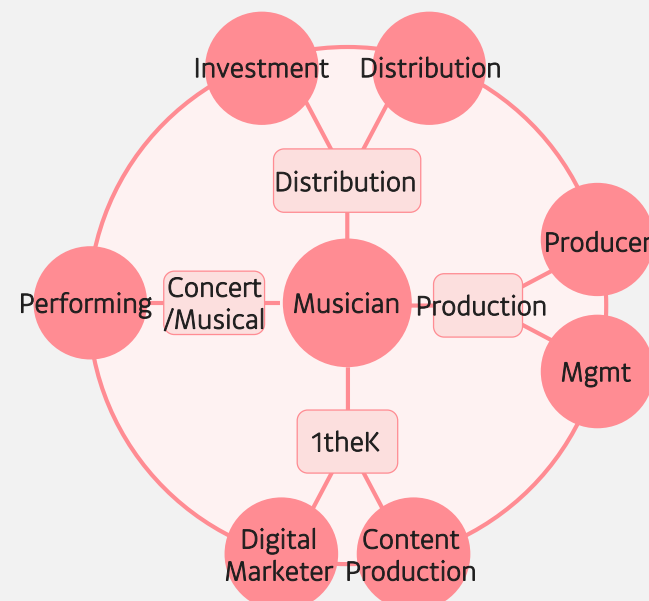 Investment
Distribution
Distribution
Producer
Performing
Concert
/Musical
Musician
Production
Mgmt
1theK
Digital
Marketer
Content
Production